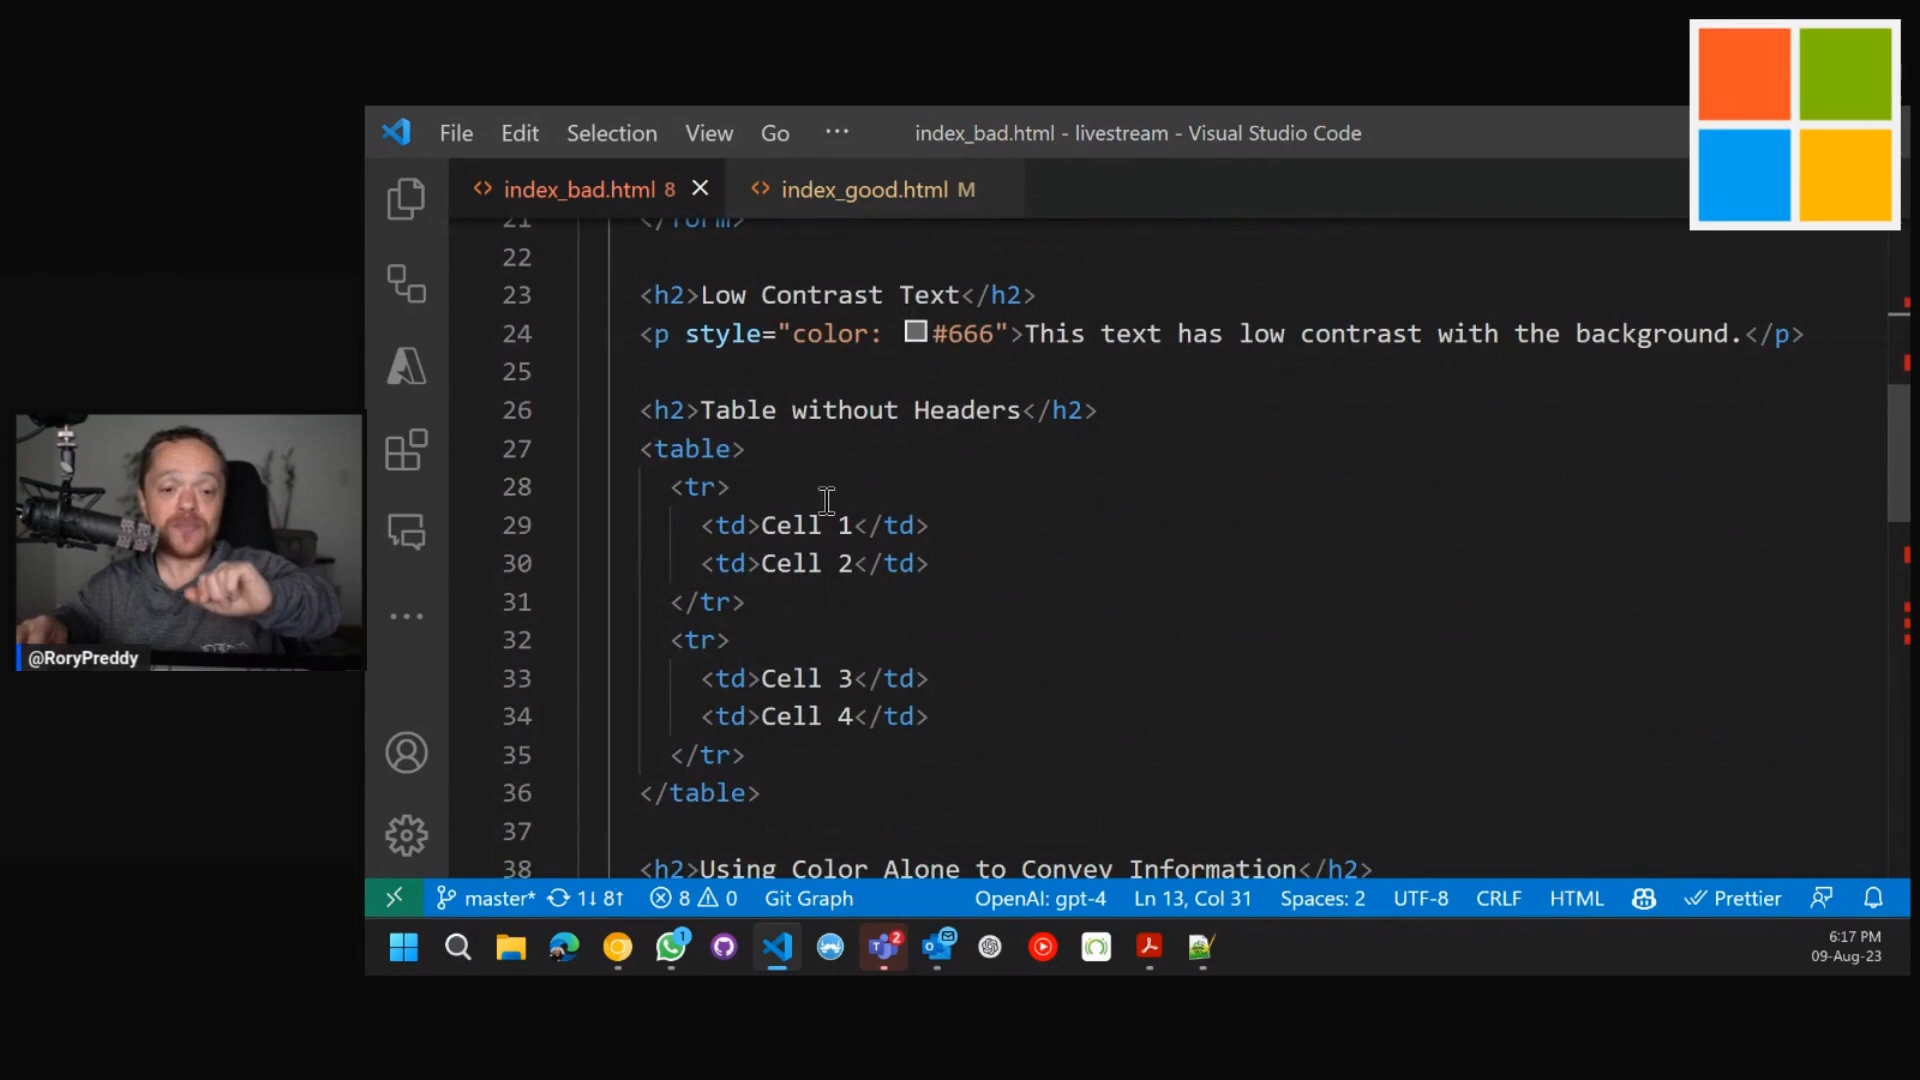 File Edit Selection View Go ··· index_bad.html - livestream - Visual Studio Code
index_bad.html 8 index_good.html M
21 </form>
22
23 <h2>Low Contrast Text</h2>
24 <p style="color: #666">This text has low contrast with the background.</p>
25
26 <h2>Table without Headers</h2>
27 <table>
28 <tr>
29 <td>Cell 1</td>
30 <td>Cell 2</td>
31 </tr>
32 <tr>
33 <td>Cell 3</td>
34 <td>Cell 4</td>
35 </tr>
36 </table>
37
38 <h2>Using Color Alone to Convey Information</h2>
@RoryPreddy
master* 1↓ 8↑ 8 0 Git Graph OpenAI: gpt-4 Ln 13, Col 31 Spaces: 2 UTF-8 CRLF HTML Prettier
1 2
6:17 PM
09-Aug-23